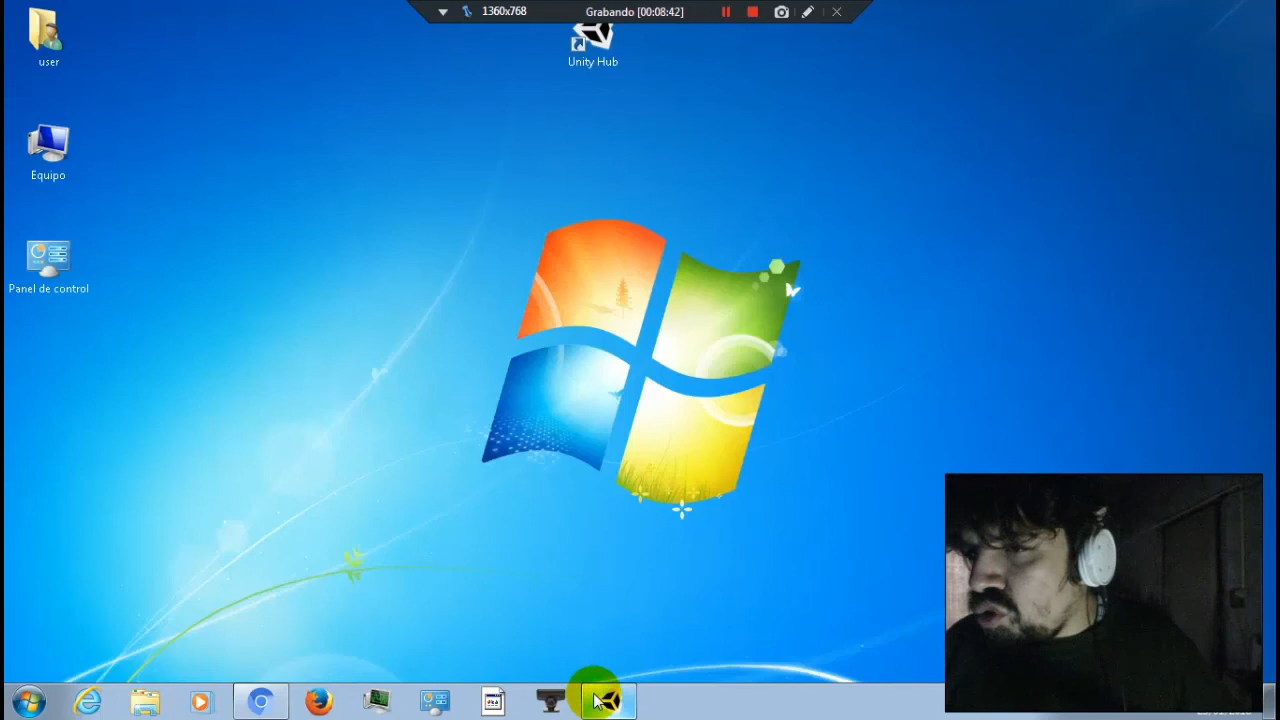 1360x768
Grabando [00:08:42]
user
Unity Hub
Equipo
Panel de control